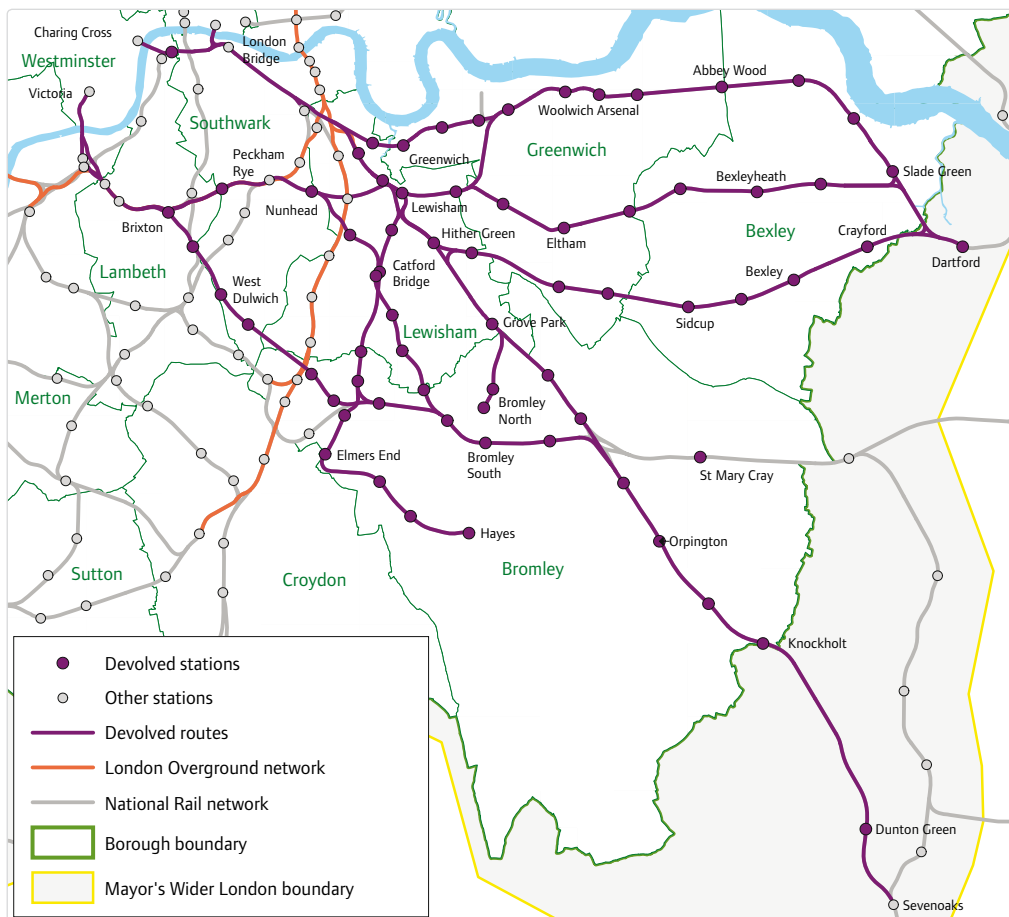 Charing Cross
London
Bridge
Westminster
Victoria
Southwark
Abbey Wood
Woolwich Arsenal
Greenwich
Greenwich
Peckham
Rye
Nunhead
Lewisham
Bexleyheath
Slade Green
Brixton
Hither Green
Eltham
Bexley
Crayford
Dartford
Lambeth
West
Dulwich
Catford
Bridge
Bexley
Sidcup
Lewisham
Grove Park
Merton
Bromley
North
Elmers End
Bromley
South
St Mary Cray
Hayes
Orpington
Sutton
Croydon
Bromley
Knockholt
Devolved stations
Other stations
Devolved routes
London Overground network
National Rail network
Borough boundary
Mayor's Wider London boundary
Dunton Green
Sevenoaks